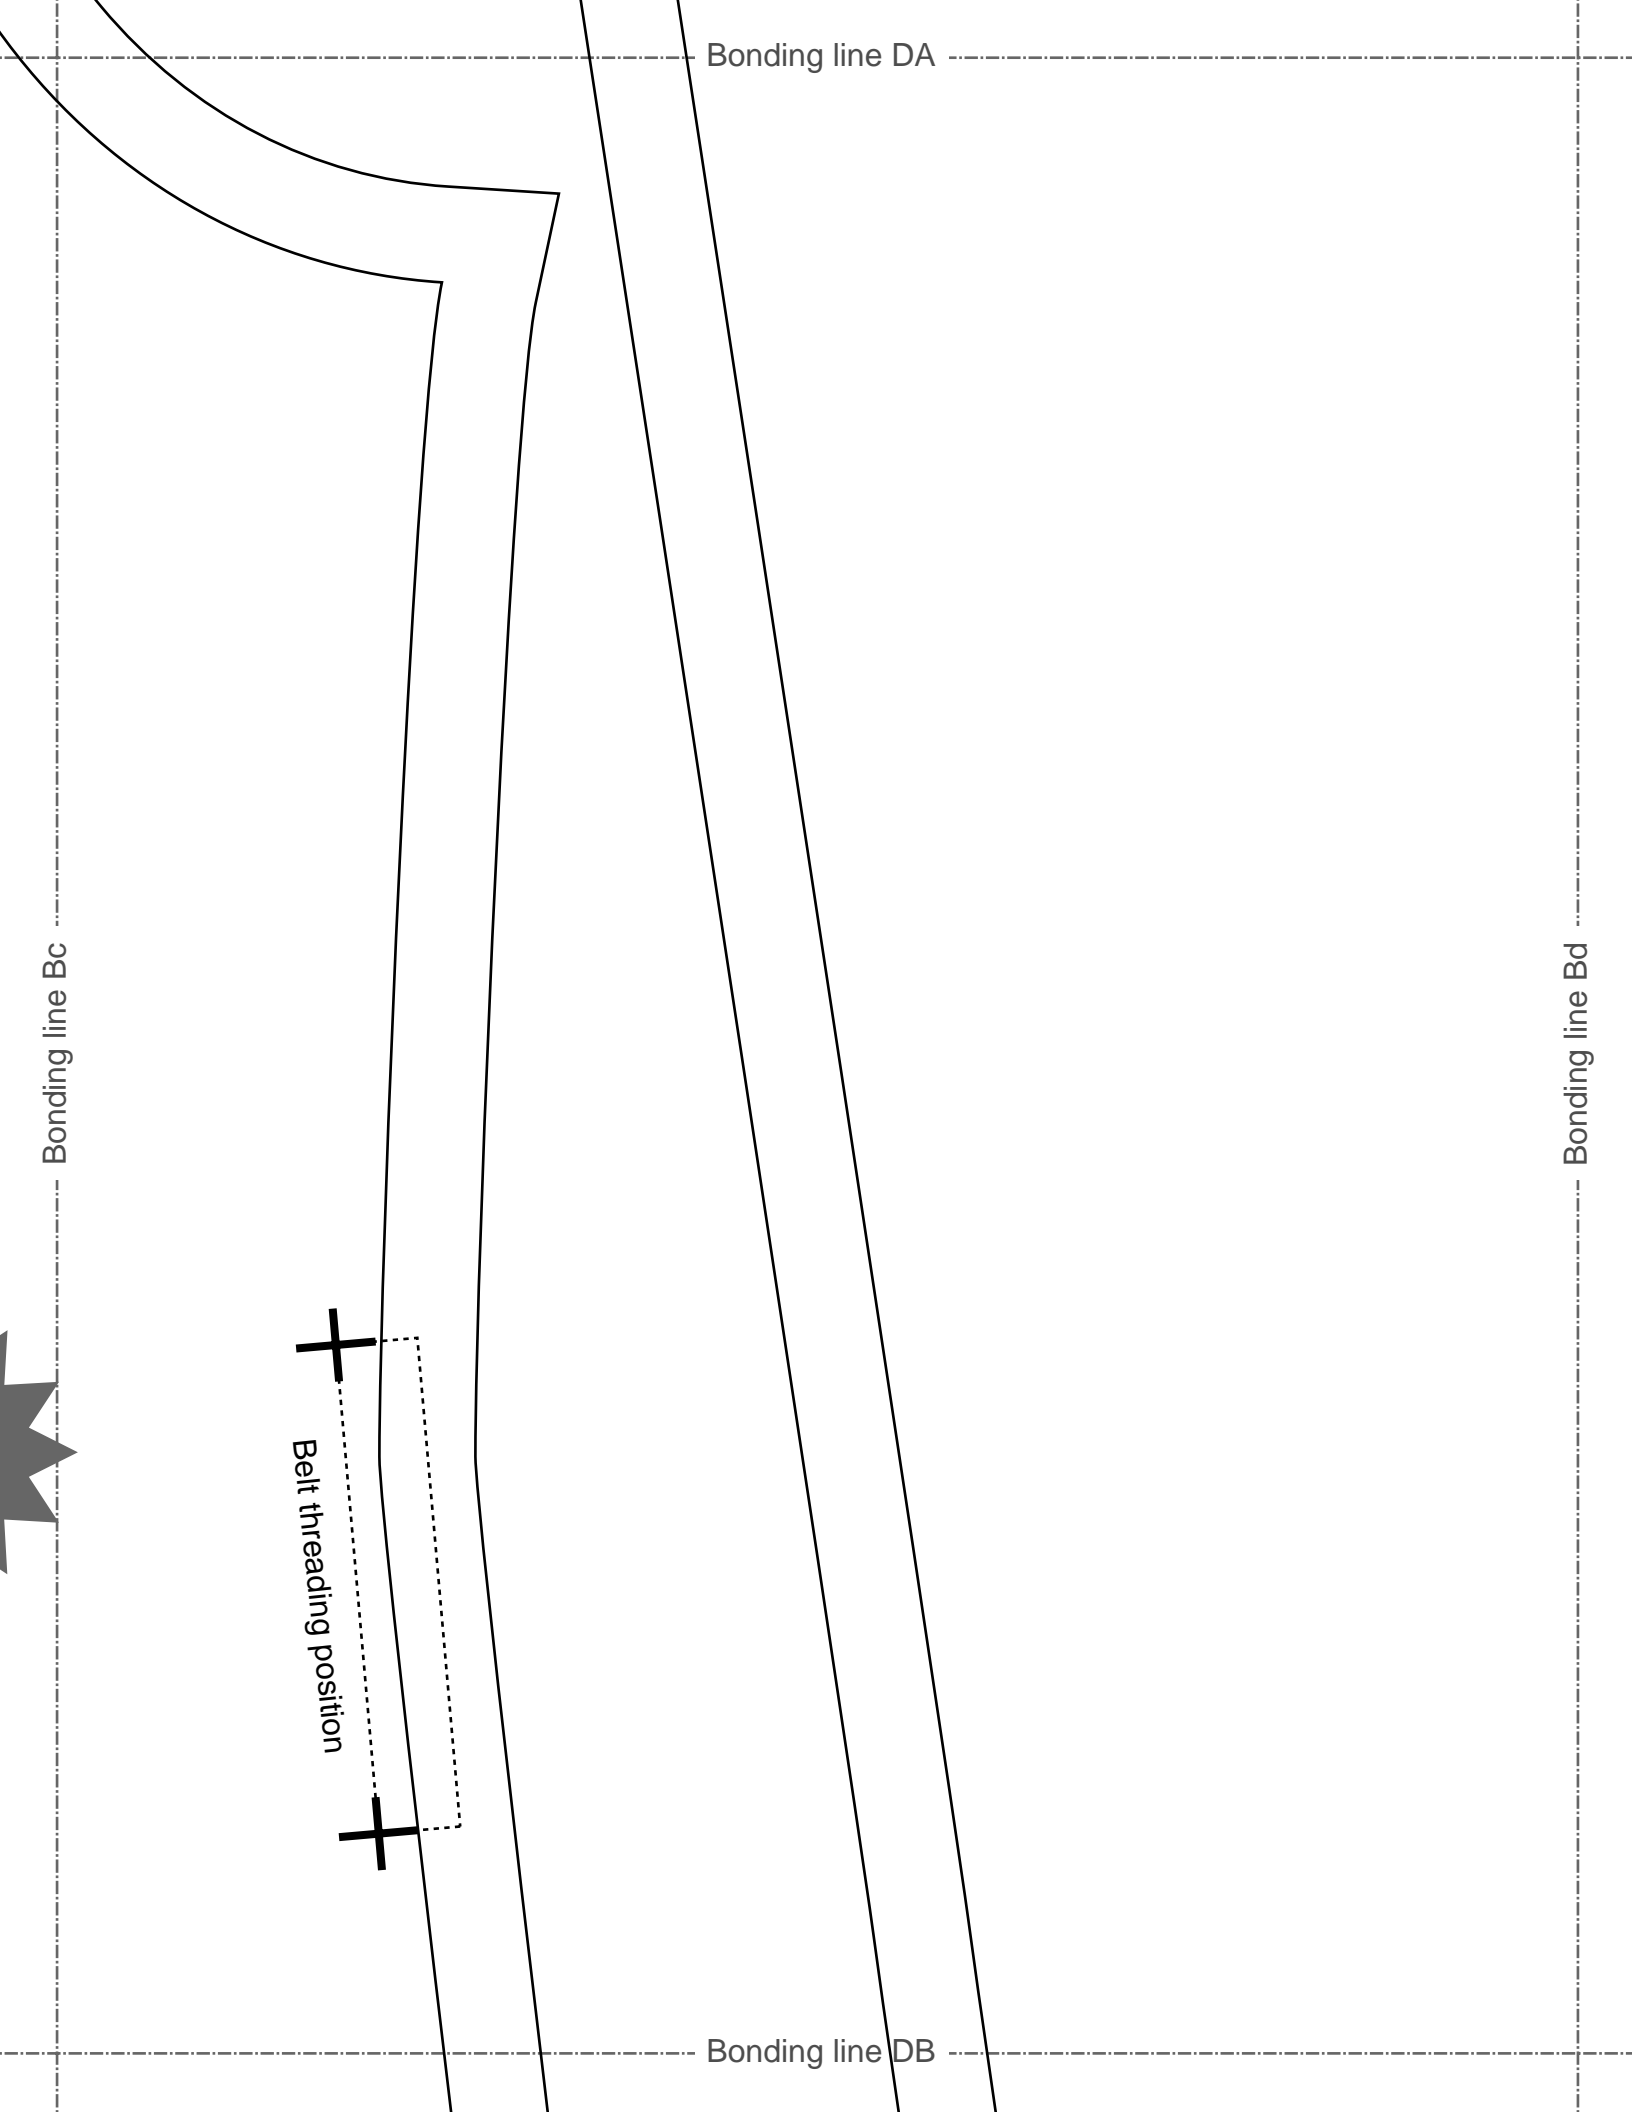 Bonding line DA
Bonding line Bc
Bonding line Bd
Belt threading position
Bonding line DB